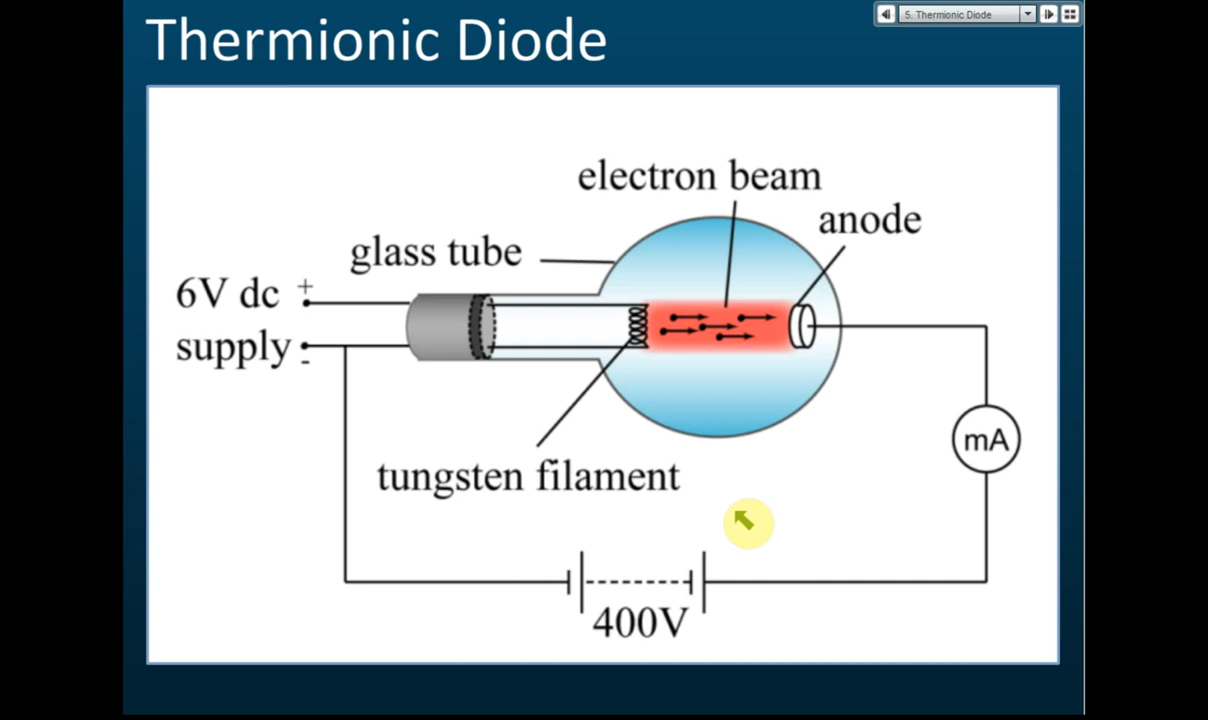 Thermionic Diode
5. Thermionic Diode
electron beam
anode
glass tube
6V dc +
supply -
mA
tungsten filament
400V